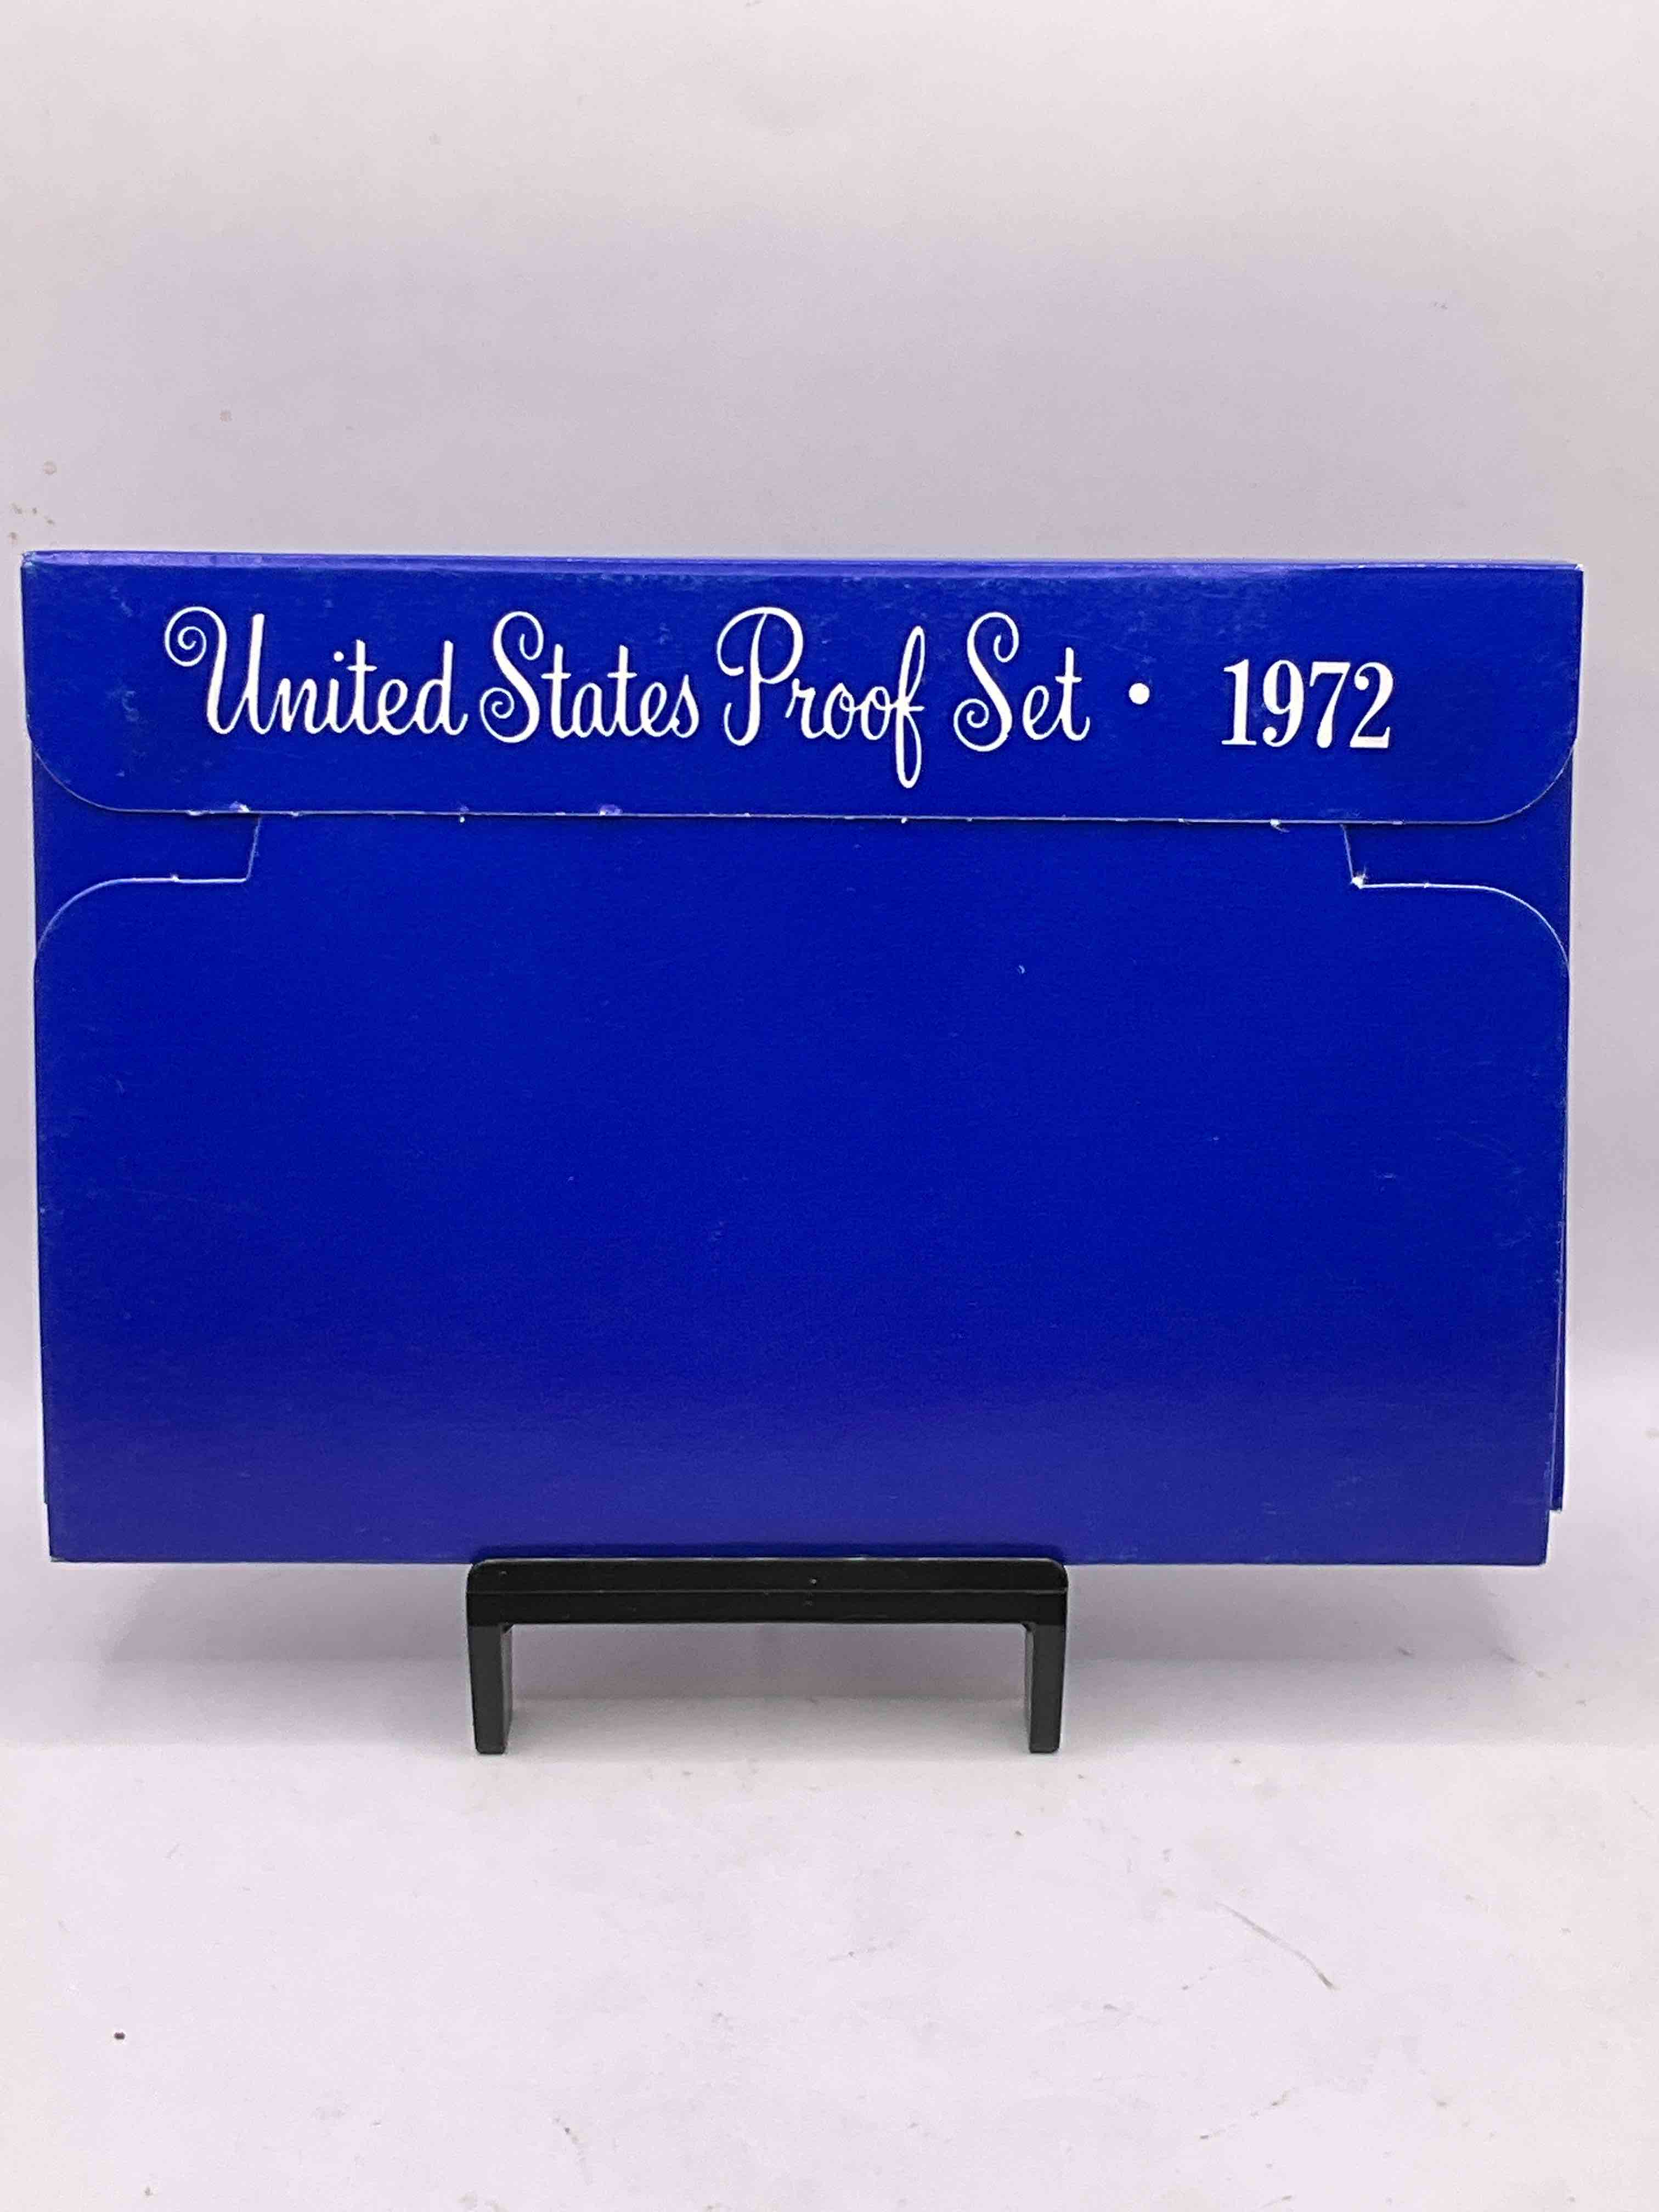 United States Proof Set • 1972